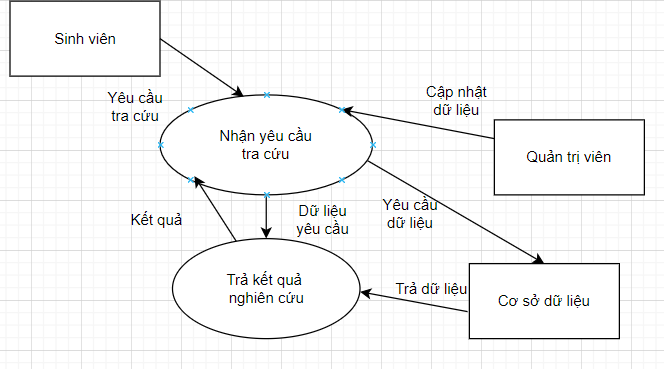 Sinh viên
Yêu cầu
tra cứu
Cập nhật
dữ liệu
Nhận yêu cầu
tra cứu
Quản trị viên
Kết quả
Dữ liệu
yêu cầu
Yêu cầu
dữ liệu
Trả kết quả
nghiên cứu
Trả dữ liệu
Cơ sở dữ liệu